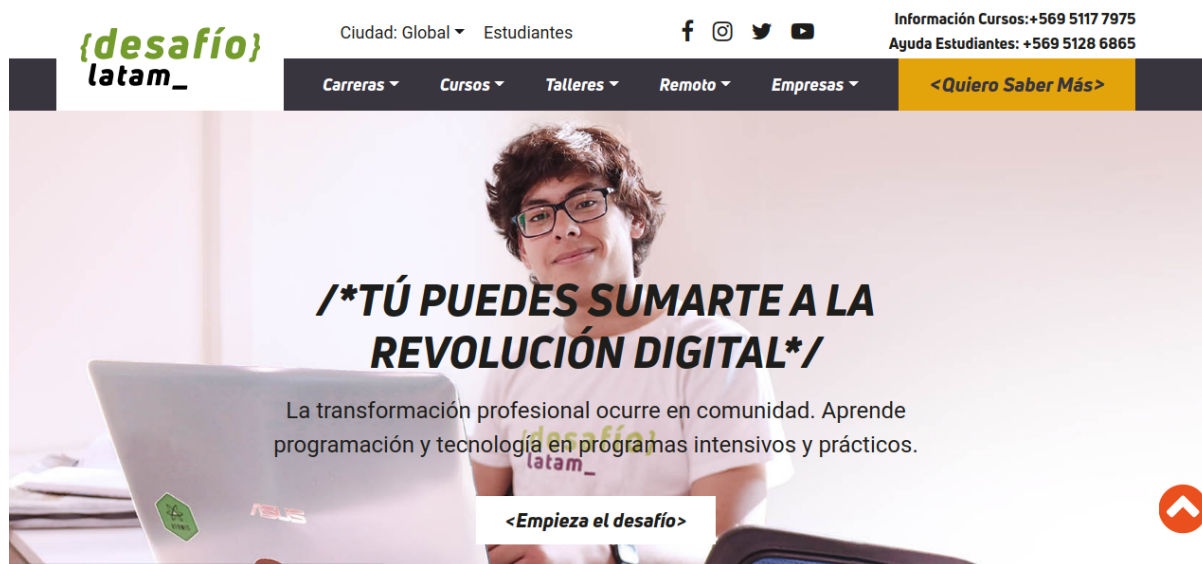 {desafío}
latam_
Ciudad: Global
Estudiantes
Información Cursos:+569 5117 7975
Ayuda Estudiantes: +569 5128 6865
Carreras
Cursos
Talleres
Remoto
Empresas
<Quiero Saber Más>
/*TÚ PUEDES SUMARTE A LA
REVOLUCIÓN DIGITAL*/
La transformación profesional ocurre en comunidad. Aprende
programación y tecnología en programas intensivos y prácticos.
{desafío}
latam_
ASUS
<Empieza el desafío>